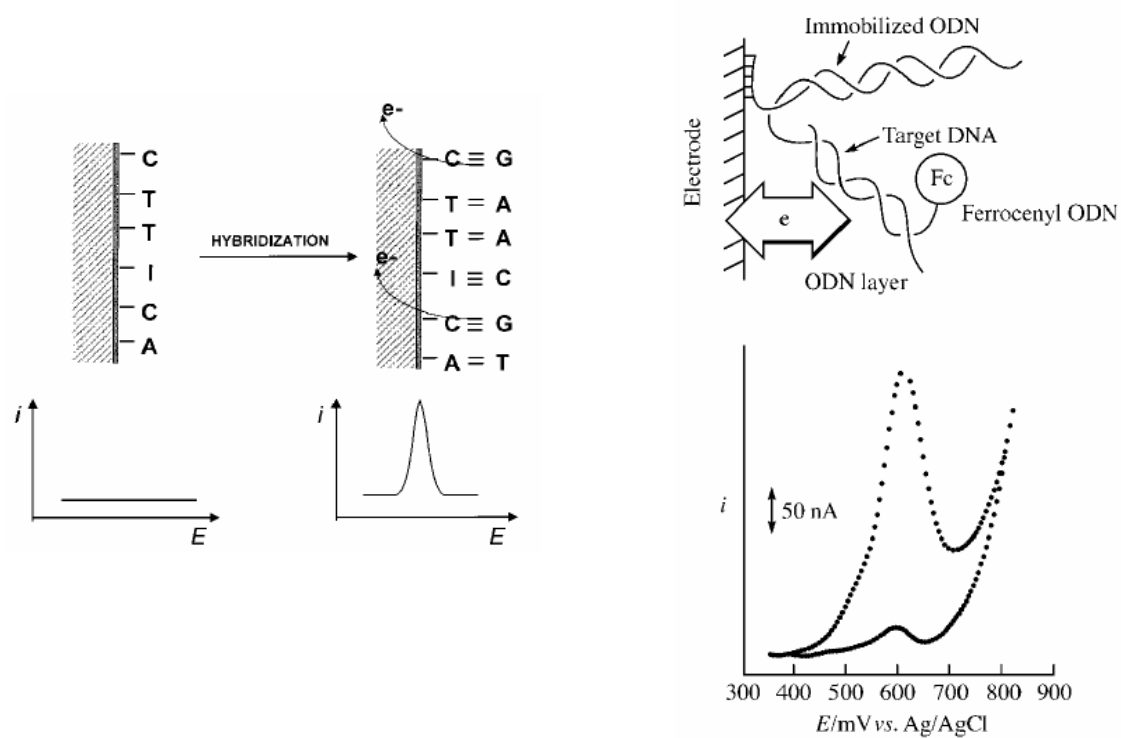 C
T
T
I
C
A
HYBRIDIZATION
e-
e-
C ≡ G
T = A
T = A
I ≡ C
C ≡ G
A = T
i
E
i
E
Immobilized ODN
Target DNA
Electrode
Fc
e
Ferrocenyl ODN
ODN layer
i
50 nA
300 400 500 600 700 800 900
E/mV vs. Ag/AgCl